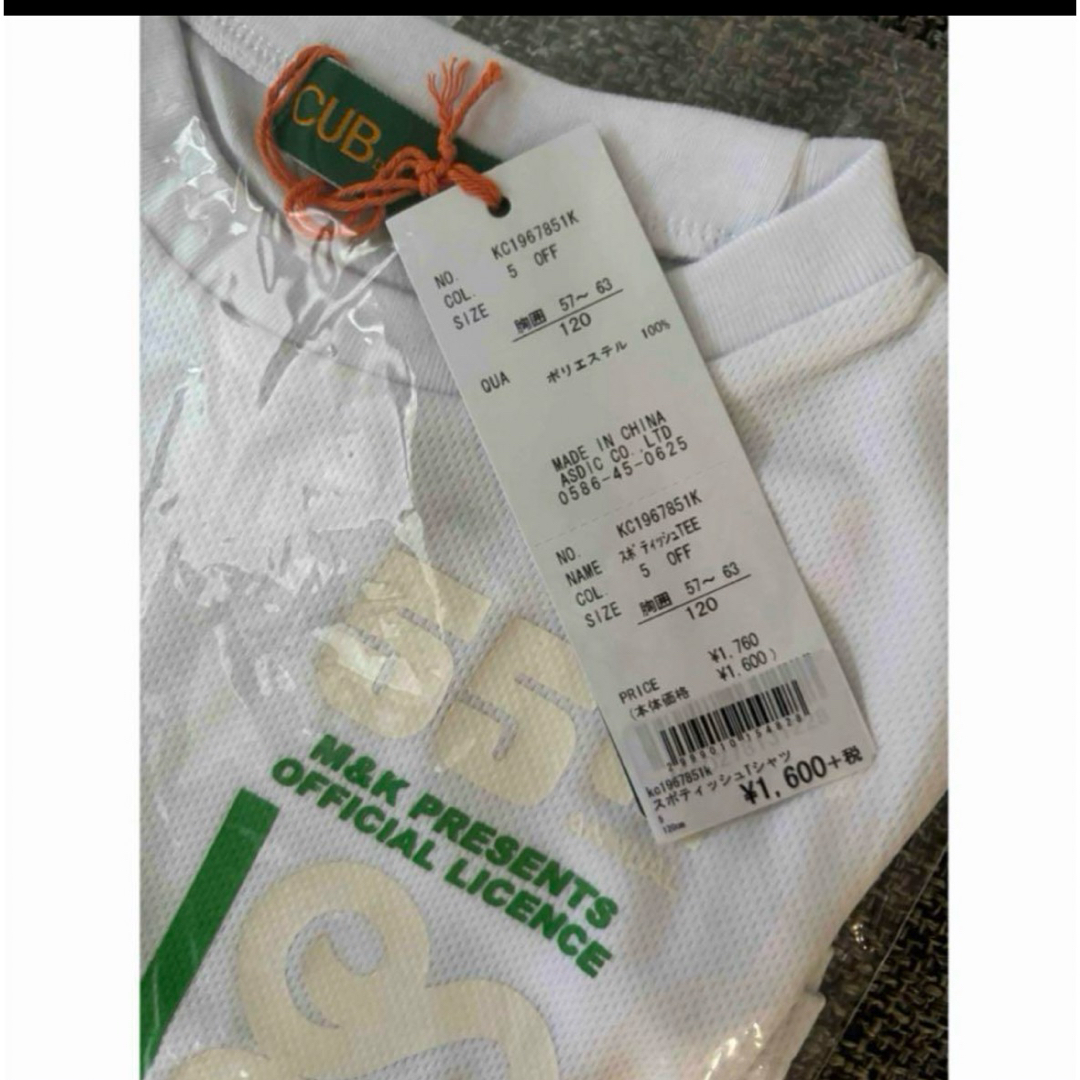 CUB
NO. KC1967851K
COL. 5 OFF
SIZE 胸囲 57~ 63
120
QUA ポリエステル 100%
MADE IN CHINA
ASDIC CO.,LTD
0586-45-0625
NO. KC1967851K
NAME スポティッシュTEE
COL. 5 OFF
SIZE 胸囲 57~ 63
120
PRICE ¥1,760
(本体価格 ¥1,600)
kc1967851k
スポティッシュTシャツ
¥1,600+税
5
120cm
55
M&K PRESENTS
OFFICIAL LICENCE